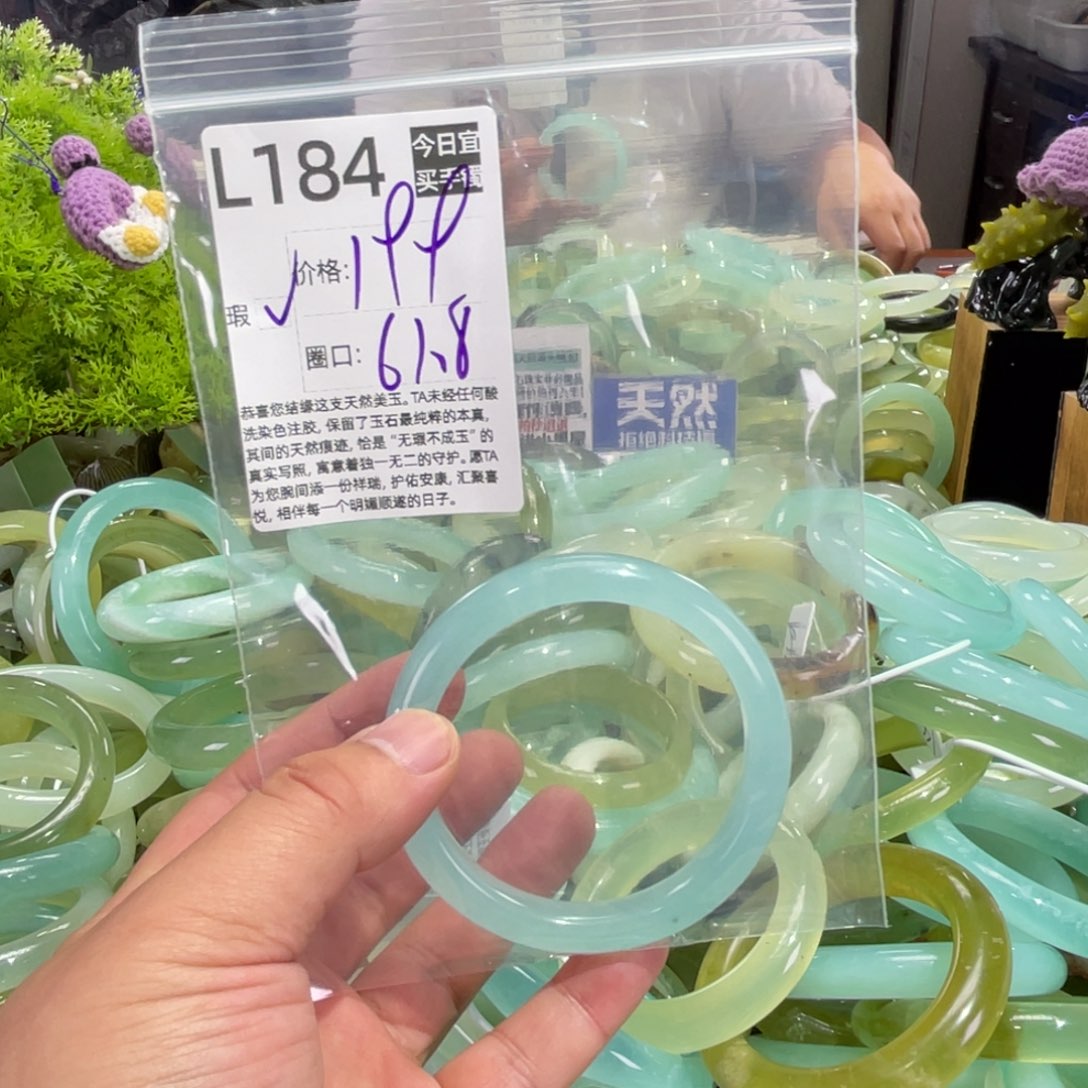 L184
今日宜
买手镯
价格: 199
瑕 ✓
圈口: 61.8
恭喜您结缘这支天然美玉。TA未经任何酸
洗染色注胶, 保留了玉石最纯粹的本真,
其间的天然痕迹, 恰是“无瑕不成玉”的
真实写照, 寓意着独一无二的守护。愿TA
为您腕间添一份祥瑞, 护佑安康, 汇聚喜
悦, 相伴每一个明媚顺遂的日子。
天然